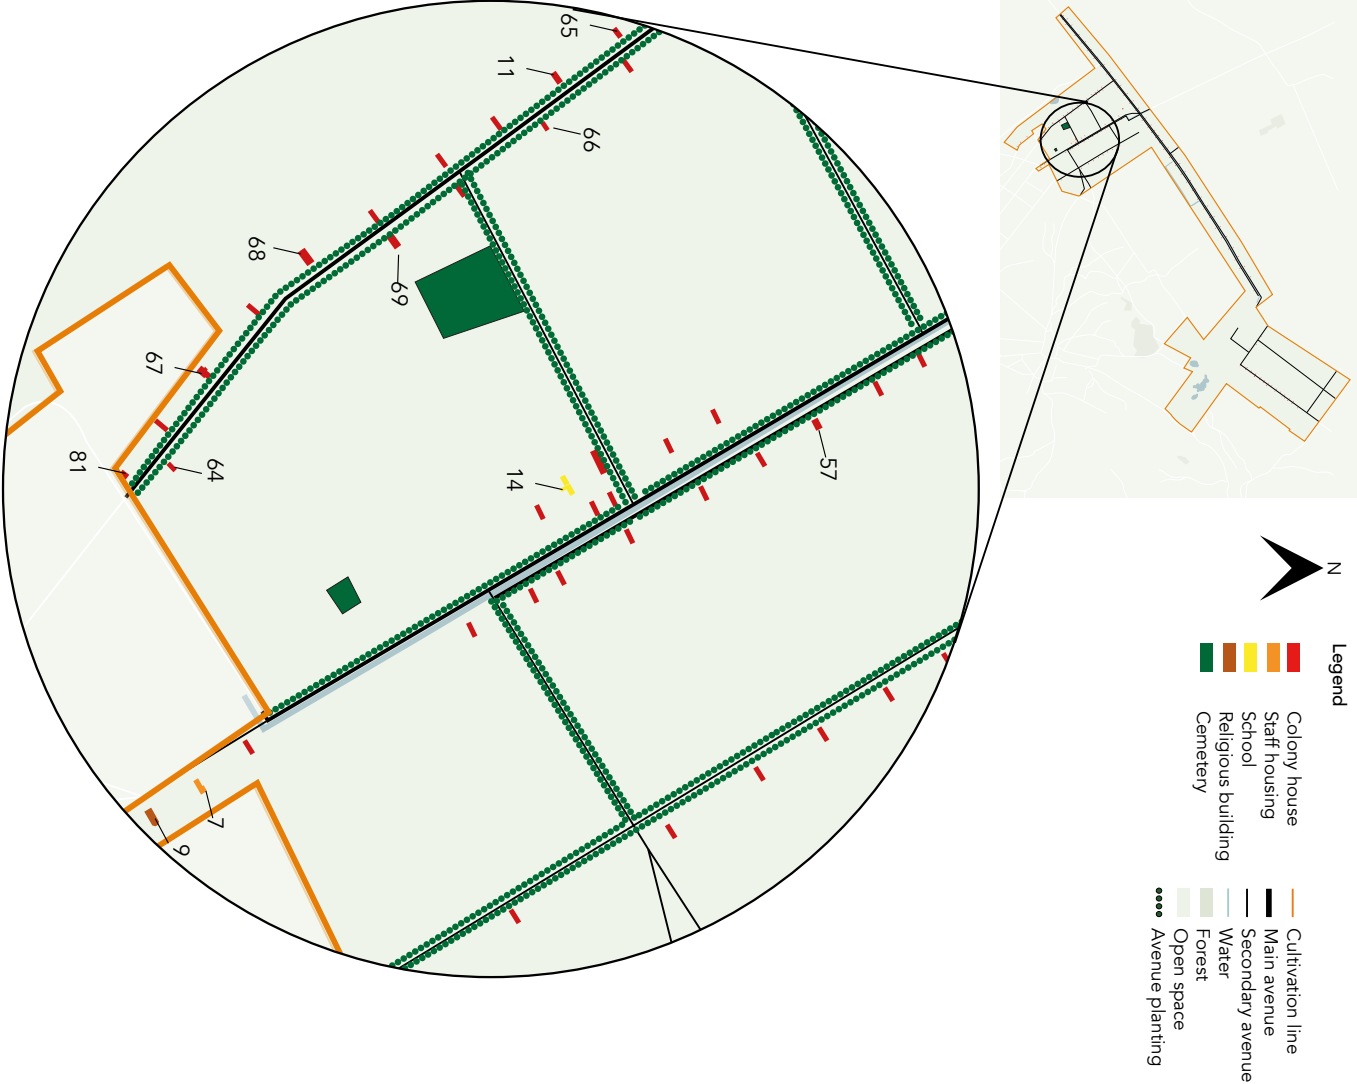 65
11
66
68
69
67
81
64
14
57
7
9
N
Legend
Colony house
Staff housing
School
Religious building
Cemetery
Cultivation line
Main avenue
Secondary avenue
Water
Forest
Open space
Avenue planting